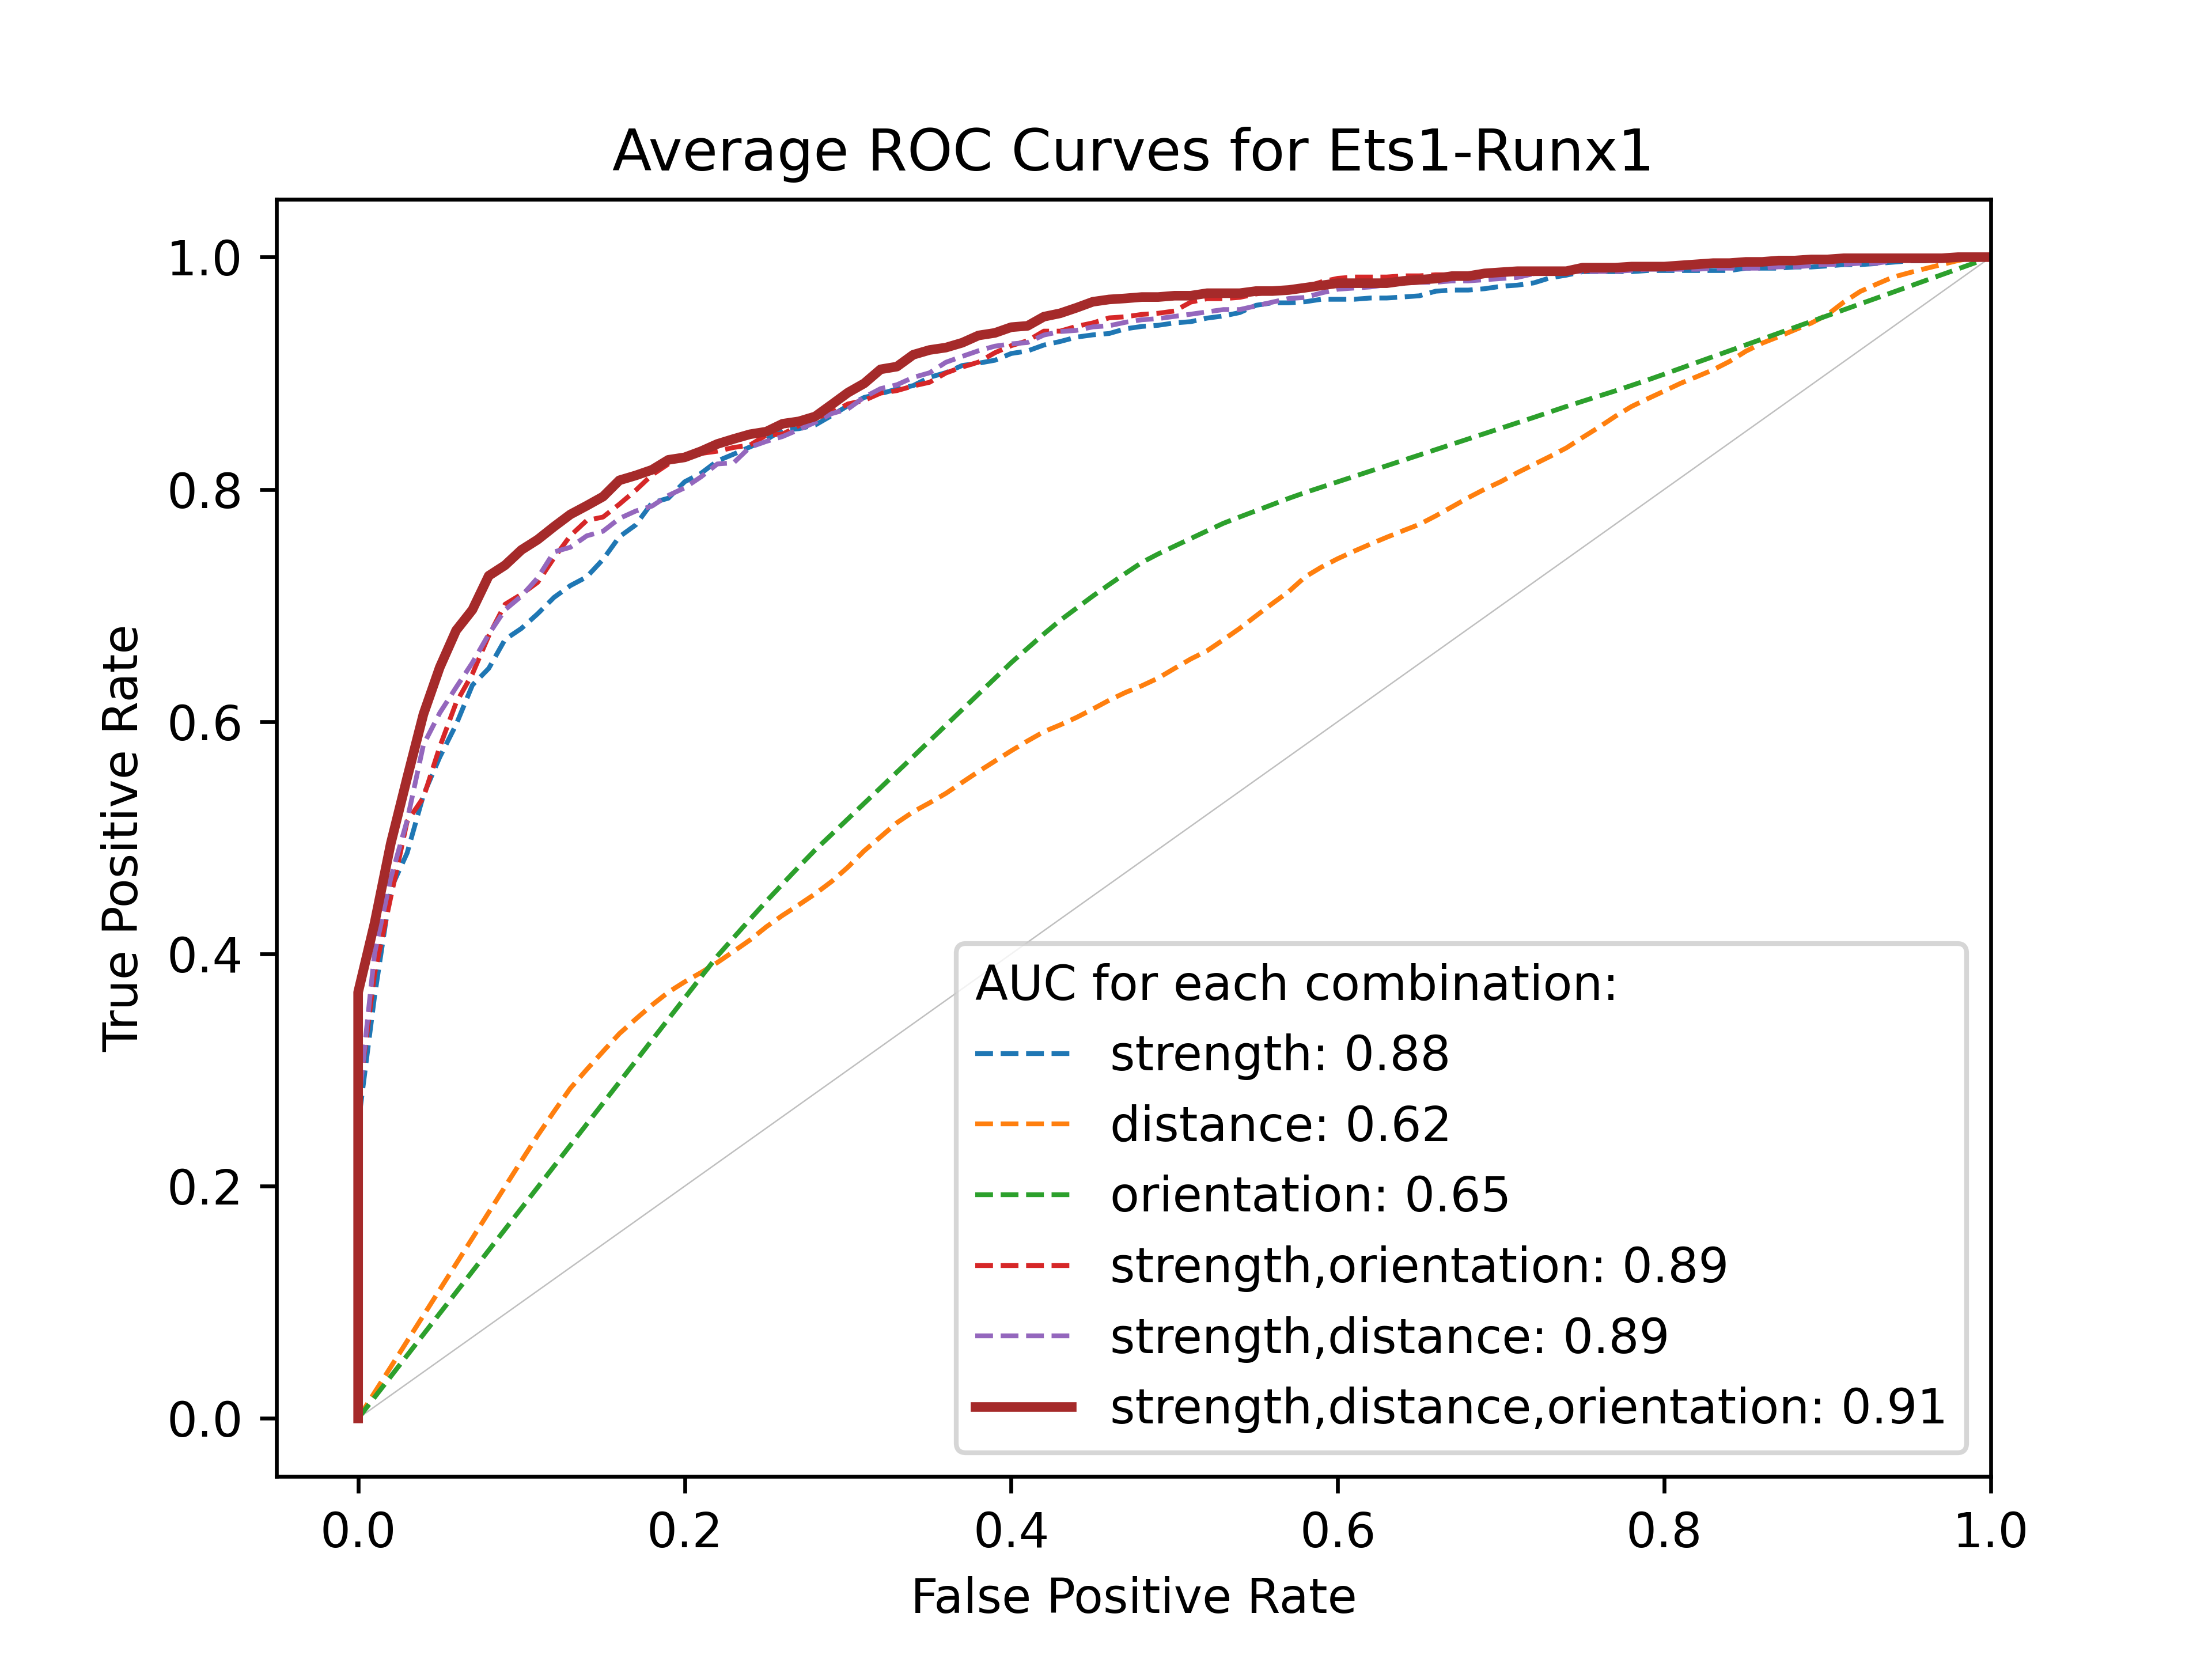 Average ROC Curves for Ets1-Runx1
True Positive Rate
1.0
0.8
0.6
0.4
0.2
0.0
AUC for each combination:
strength: 0.88
distance: 0.62
orientation: 0.65
strength,orientation: 0.89
strength,distance: 0.89
strength,distance,orientation: 0.91
0.0 0.2 0.4 0.6 0.8 1.0
False Positive Rate